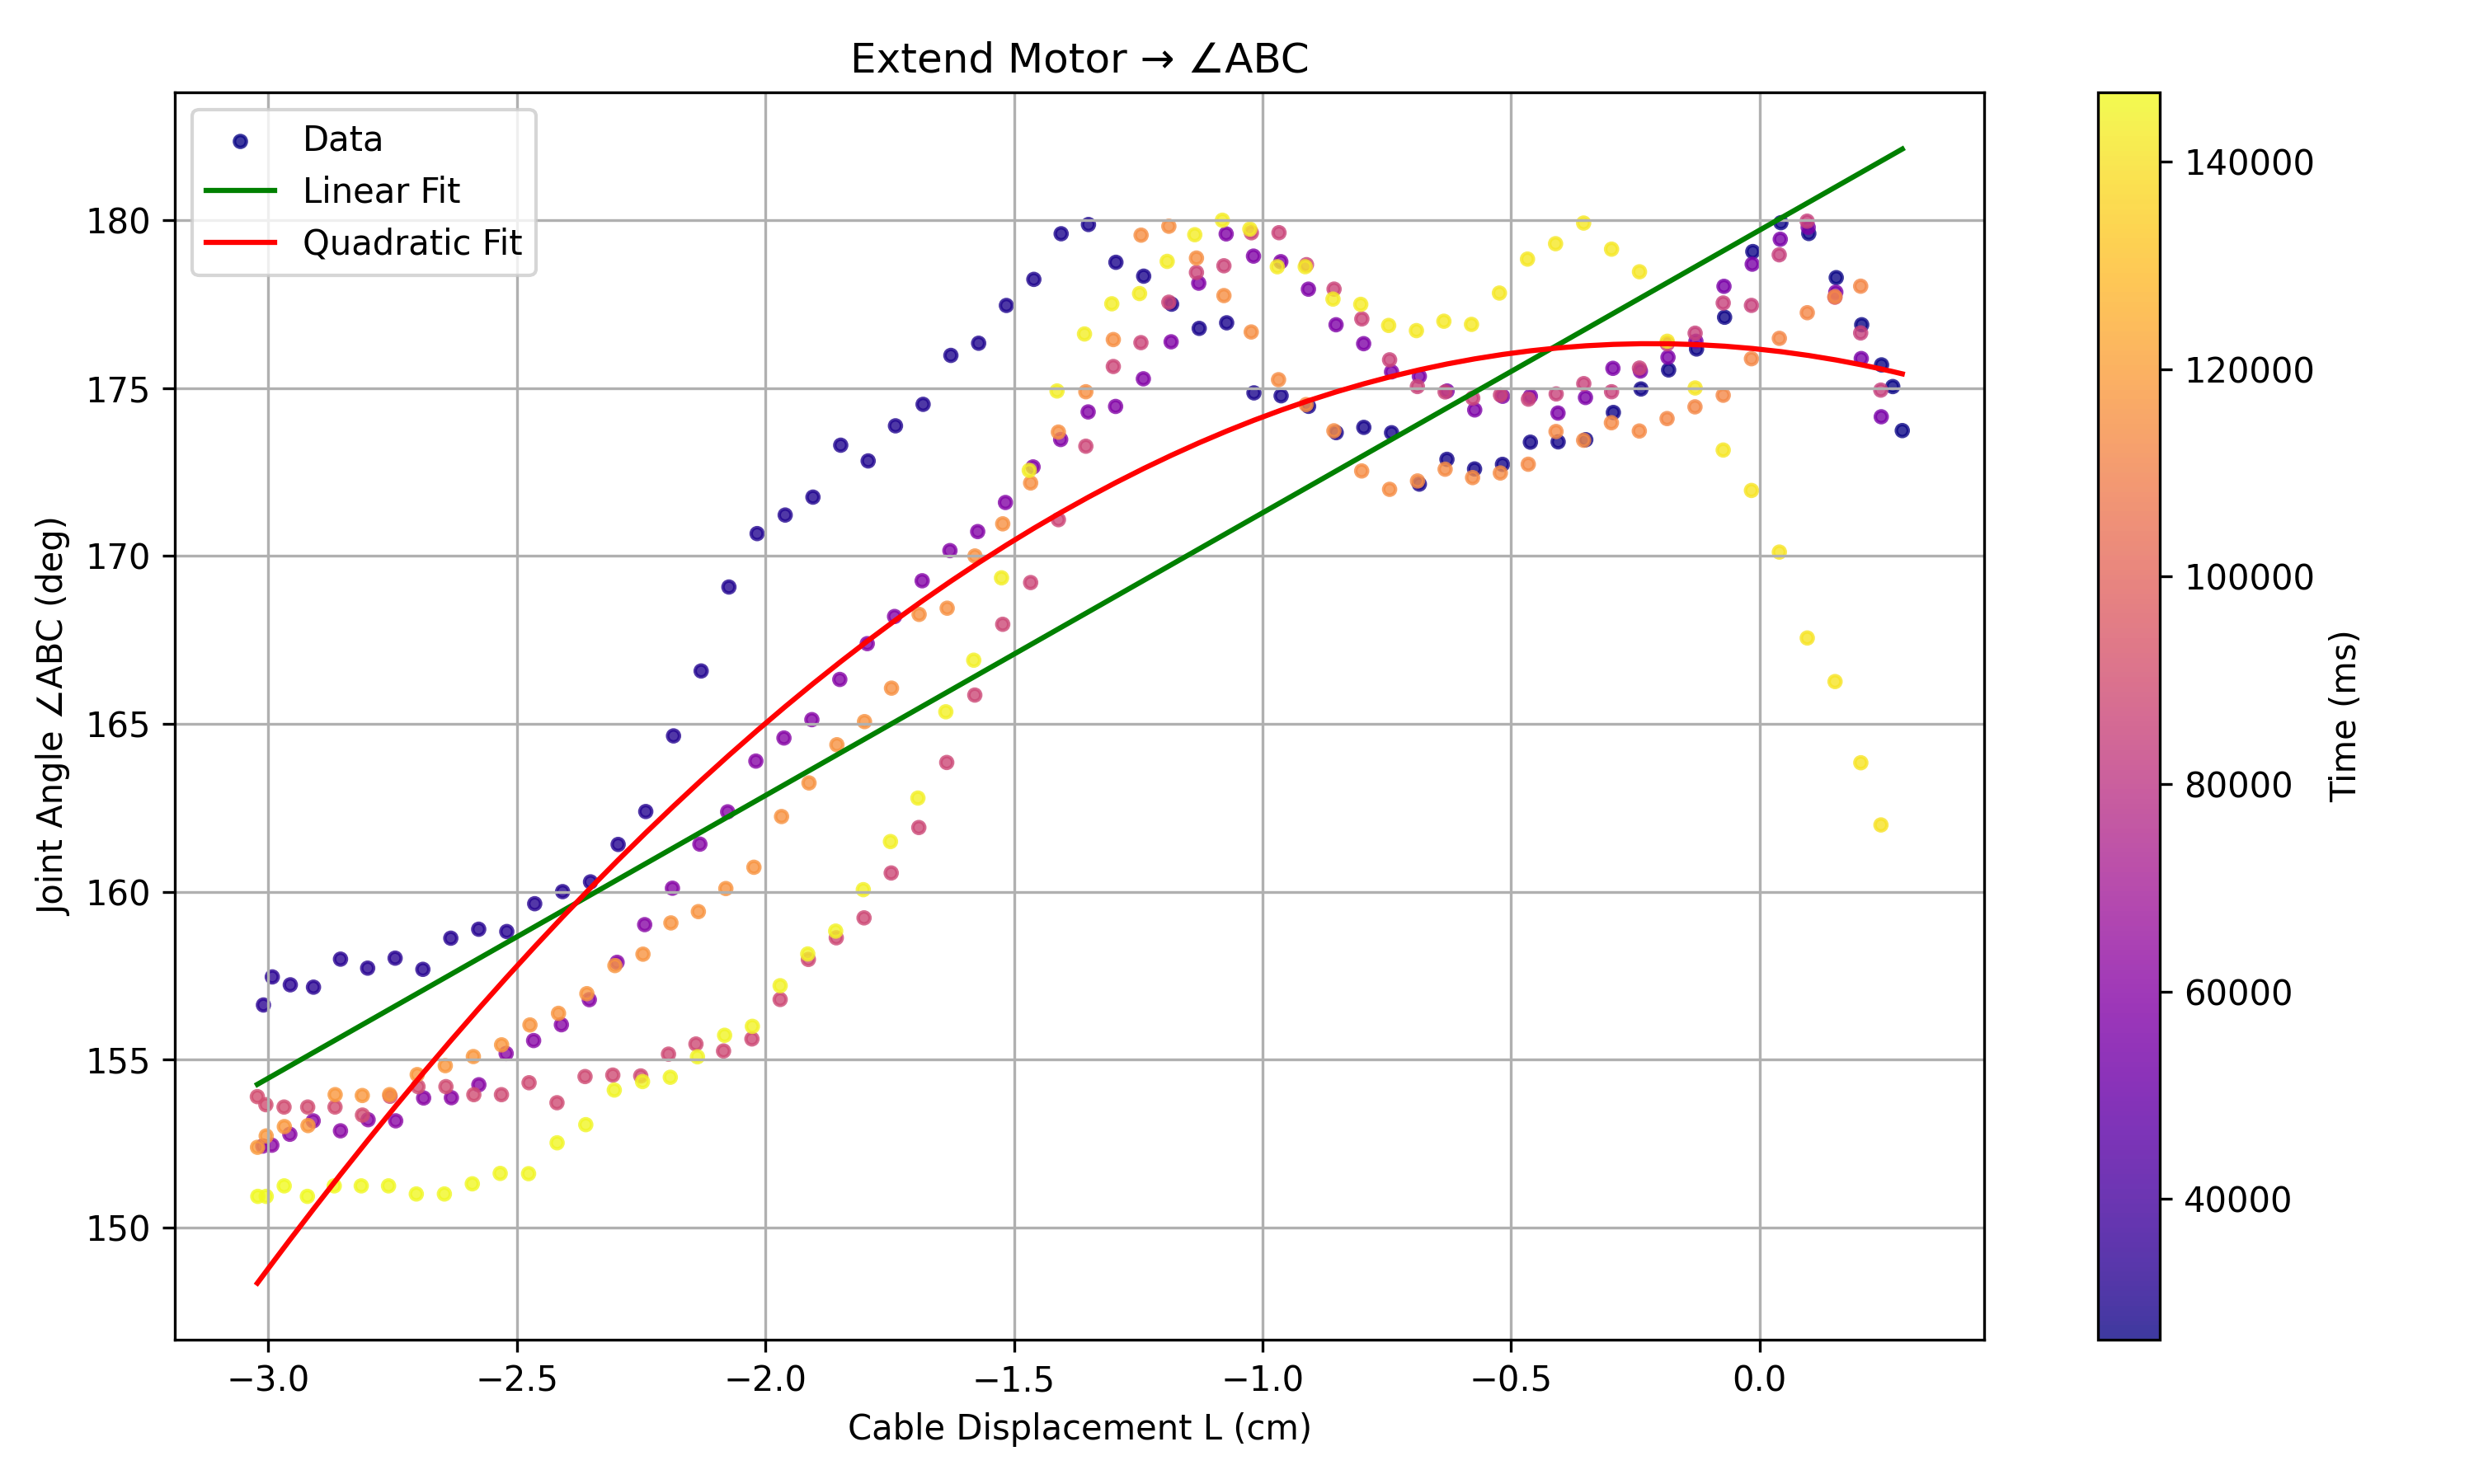 Extend Motor → ∠ABC
Data
Linear Fit
Quadratic Fit
180
175
170
165
160
155
150
Joint Angle ∠ABC (deg)
−3.0
−2.5
−2.0
−1.5
−1.0
−0.5
0.0
Cable Displacement L (cm)
140000
120000
100000
80000
60000
40000
Time (ms)